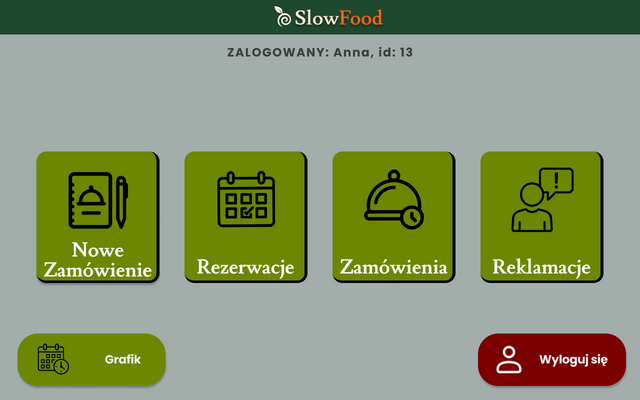 SlowFood
ZALOGOWANY: Anna, id: 13
Nowe
Zamówienie
Rezerwacje
Zamówienia
Reklamacje
Grafik
Wyloguj się